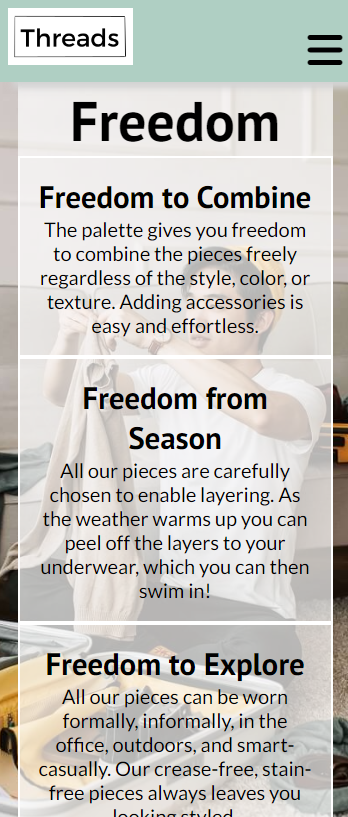 Threads
Freedom
Freedom to Combine
The palette gives you freedom
to combine the pieces freely
regardless of the style, color, or
texture. Adding accessories is
easy and effortless.
Freedom from
Season
All our pieces are carefully
chosen to enable layering. As
the weather warms up you can
peel off the layers to your
underwear, which you can then
swim in!
Freedom to Explore
All our pieces can be worn
formally, informally, in the
office, outdoors, and smart-
casually. Our crease-free, stain-
free pieces always leaves you
looking styled